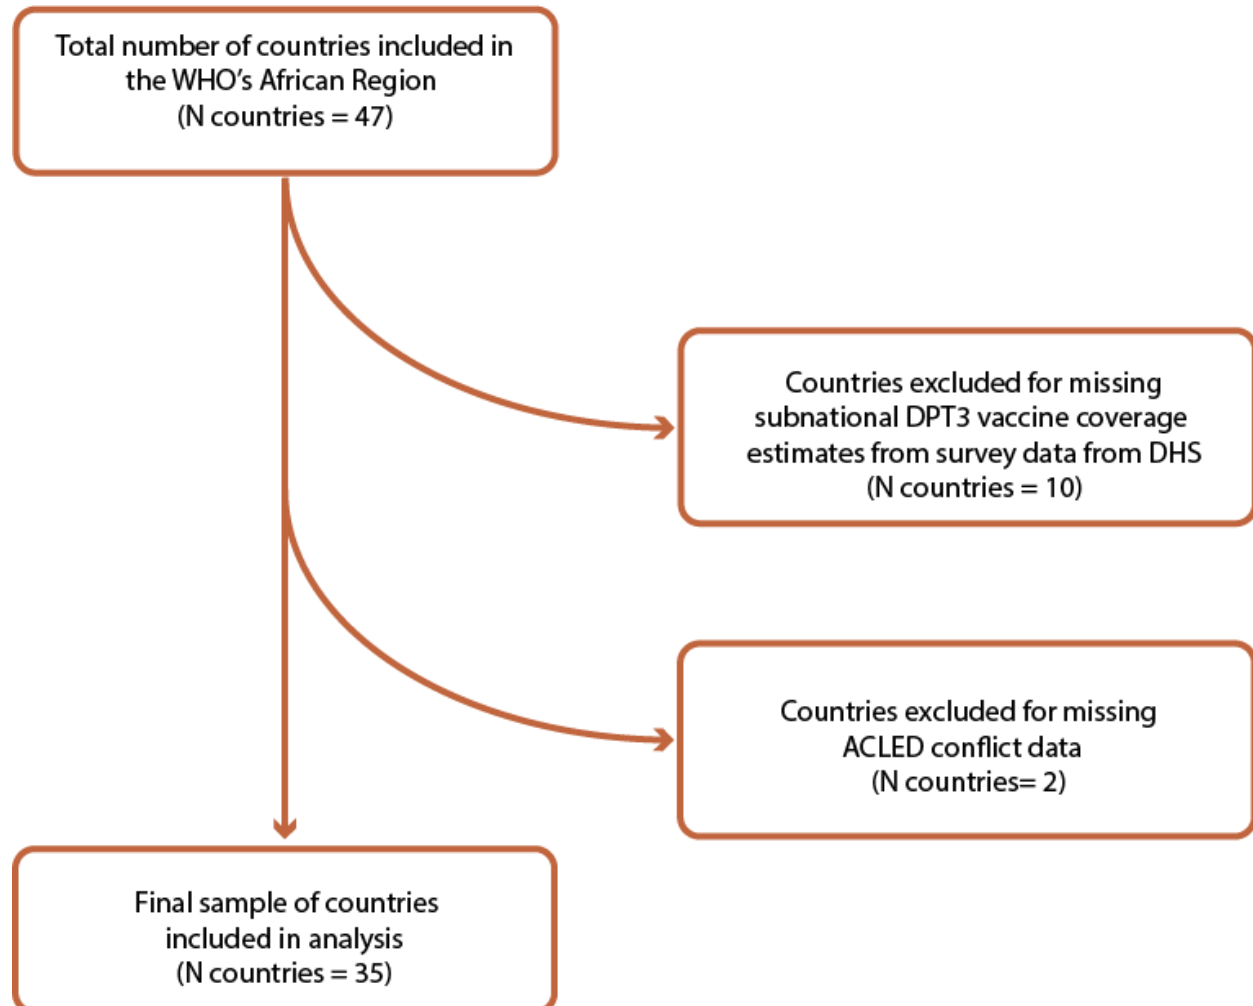 Total number of countries included in
the WHO’s African Region
(N countries = 47)
Countries excluded for missing
subnational DPT3 vaccine coverage
estimates from survey data from DHS
(N countries = 10)
Countries excluded for missing
ACLED conflict data
(N countries= 2)
Final sample of countries
included in analysis
(N countries = 35)